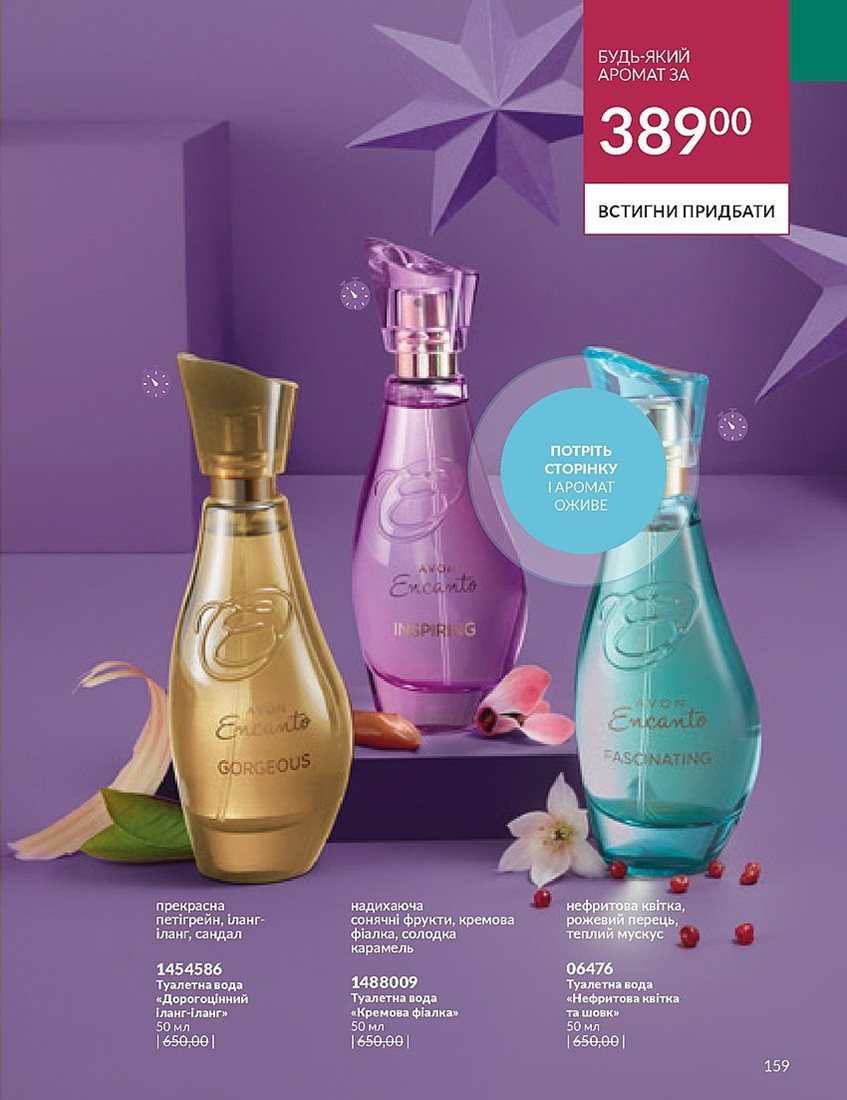 БУДЬ-ЯКИЙ
АРОМАТ ЗА
389⁰⁰
ВСТИГНИ ПРИДБАТИ
ПОТРІТЬ
СТОРІНКУ
І АРОМАТ
ОЖИВЕ
AVON
Encanto
INSPIRING
AVON
Encanto
GORGEOUS
AVON
Encanto
FASCINATING
прекрасна
петігрейн, іланг-
іланг, сандал
1454586
Туалетна вода
«Дорогоцінний
іланг-іланг»
50 мл
| 650,00 |
надихаюча
сонячні фрукти, кремова
фіалка, солодка
карамель
1488009
Туалетна вода
«Кремова фіалка»
50 мл
| 650,00 |
нефритова квітка,
рожевий перець,
теплий мускус
06476
Туалетна вода
«Нефритова квітка
та шовк»
50 мл
| 650,00 |
159